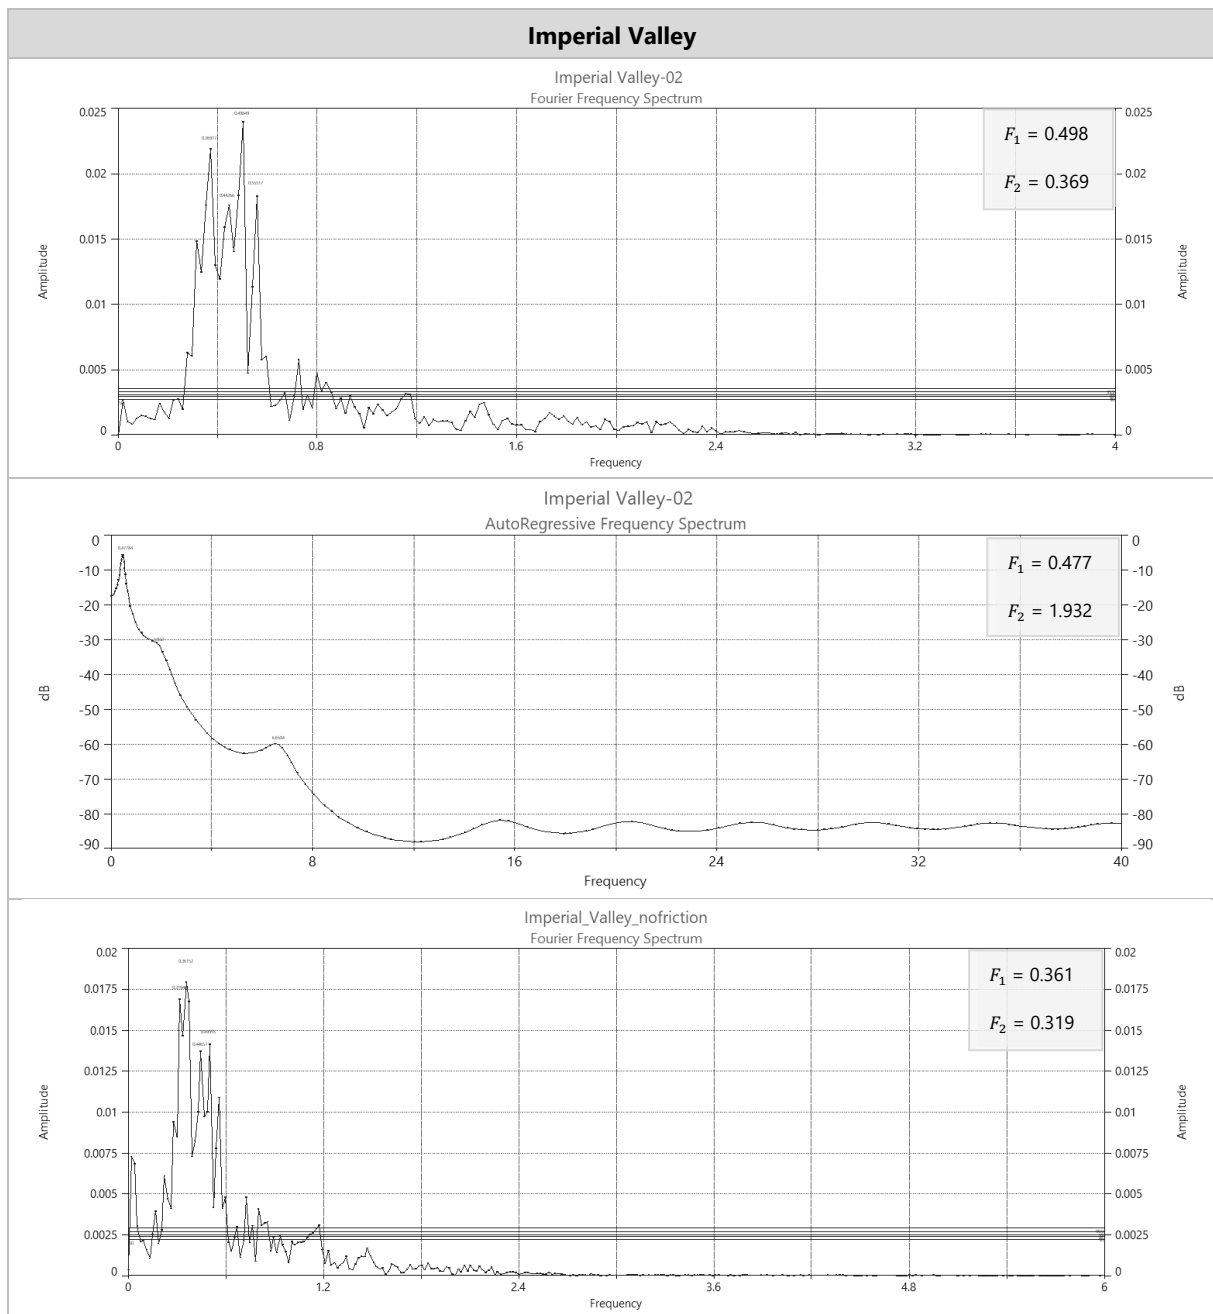 Imperial Valley
Imperial Valley-02
Fourier Frequency Spectrum
F₁ = 0.498
F₂ = 0.369
Amplitude
0.025
0.02
0.015
0.01
0.005
0
0.025
0.02
0.015
0.01
0.005
0
Amplitude
0 0.8 1.6 2.4 3.2 4
Frequency
Imperial Valley-02
AutoRegressive Frequency Spectrum
F₁ = 0.477
F₂ = 1.932
dB
0
-10
-20
-30
-40
-50
-60
-70
-80
-90
0
-10
-20
-30
-40
-50
-60
-70
-80
-90
dB
0 8 16 24 32 40
Frequency
Imperial_Valley_nofriction
Fourier Frequency Spectrum
F₁ = 0.361
F₂ = 0.319
Amplitude
0.02
0.0175
0.015
0.0125
0.01
0.0075
0.005
0.0025
0
0.02
0.0175
0.015
0.0125
0.01
0.0075
0.005
0.0025
0
Amplitude
0 1.2 2.4 3.6 4.8 6
Frequency